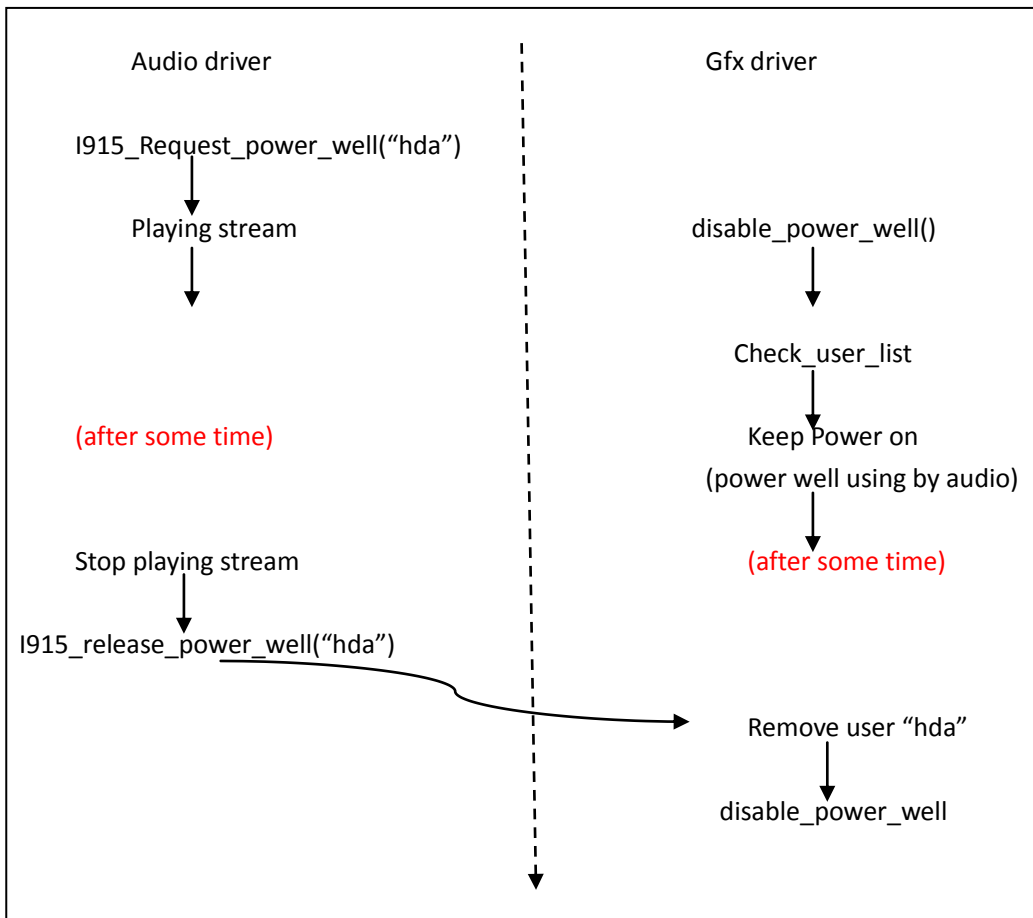 Audio driver
Gfx driver
I915_Request_power_well(“hda”)
Playing stream
disable_power_well()
Check_user_list
(after some time)
Keep Power on
(power well using by audio)
Stop playing stream
(after some time)
I915_release_power_well(“hda”)
Remove user “hda”
disable_power_well